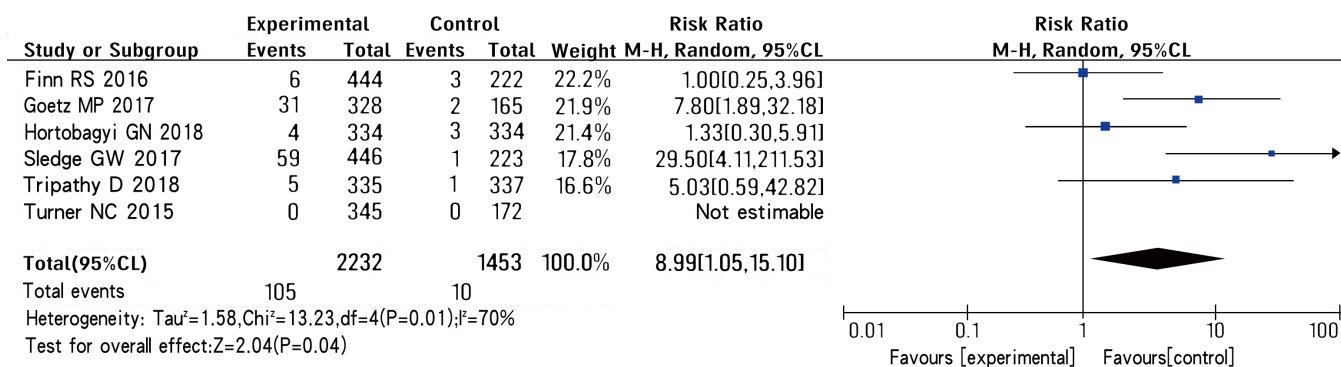 Experimental Control Risk Ratio Risk Ratio
Study or Subgroup Events Total Events Total Weight M-H, Random, 95%CL M-H, Random, 95%CL
Finn RS 2016 6 444 3 222 22.2% 1.00[0.25,3.96]
Goetz MP 2017 31 328 2 165 21.9% 7.80[1.89,32.18]
Hortobagyi GN 2018 4 334 3 334 21.4% 1.33[0.30,5.91]
Sledge GW 2017 59 446 1 223 17.8% 29.50[4.11,211.53]
Tripathy D 2018 5 335 1 337 16.6% 5.03[0.59,42.82]
Turner NC 2015 0 345 0 172 Not estimable
Total(95%CL) 2232 1453 100.0% 8.99[1.05,15.10]
Total events 105 10
Heterogeneity: Tau²=1.58,Chi²=13.23,df=4(P=0.01);I²=70%
Test for overall effect:Z=2.04(P=0.04)
0.01 0.1 1 10 100
Favours [experimental] Favours[control]